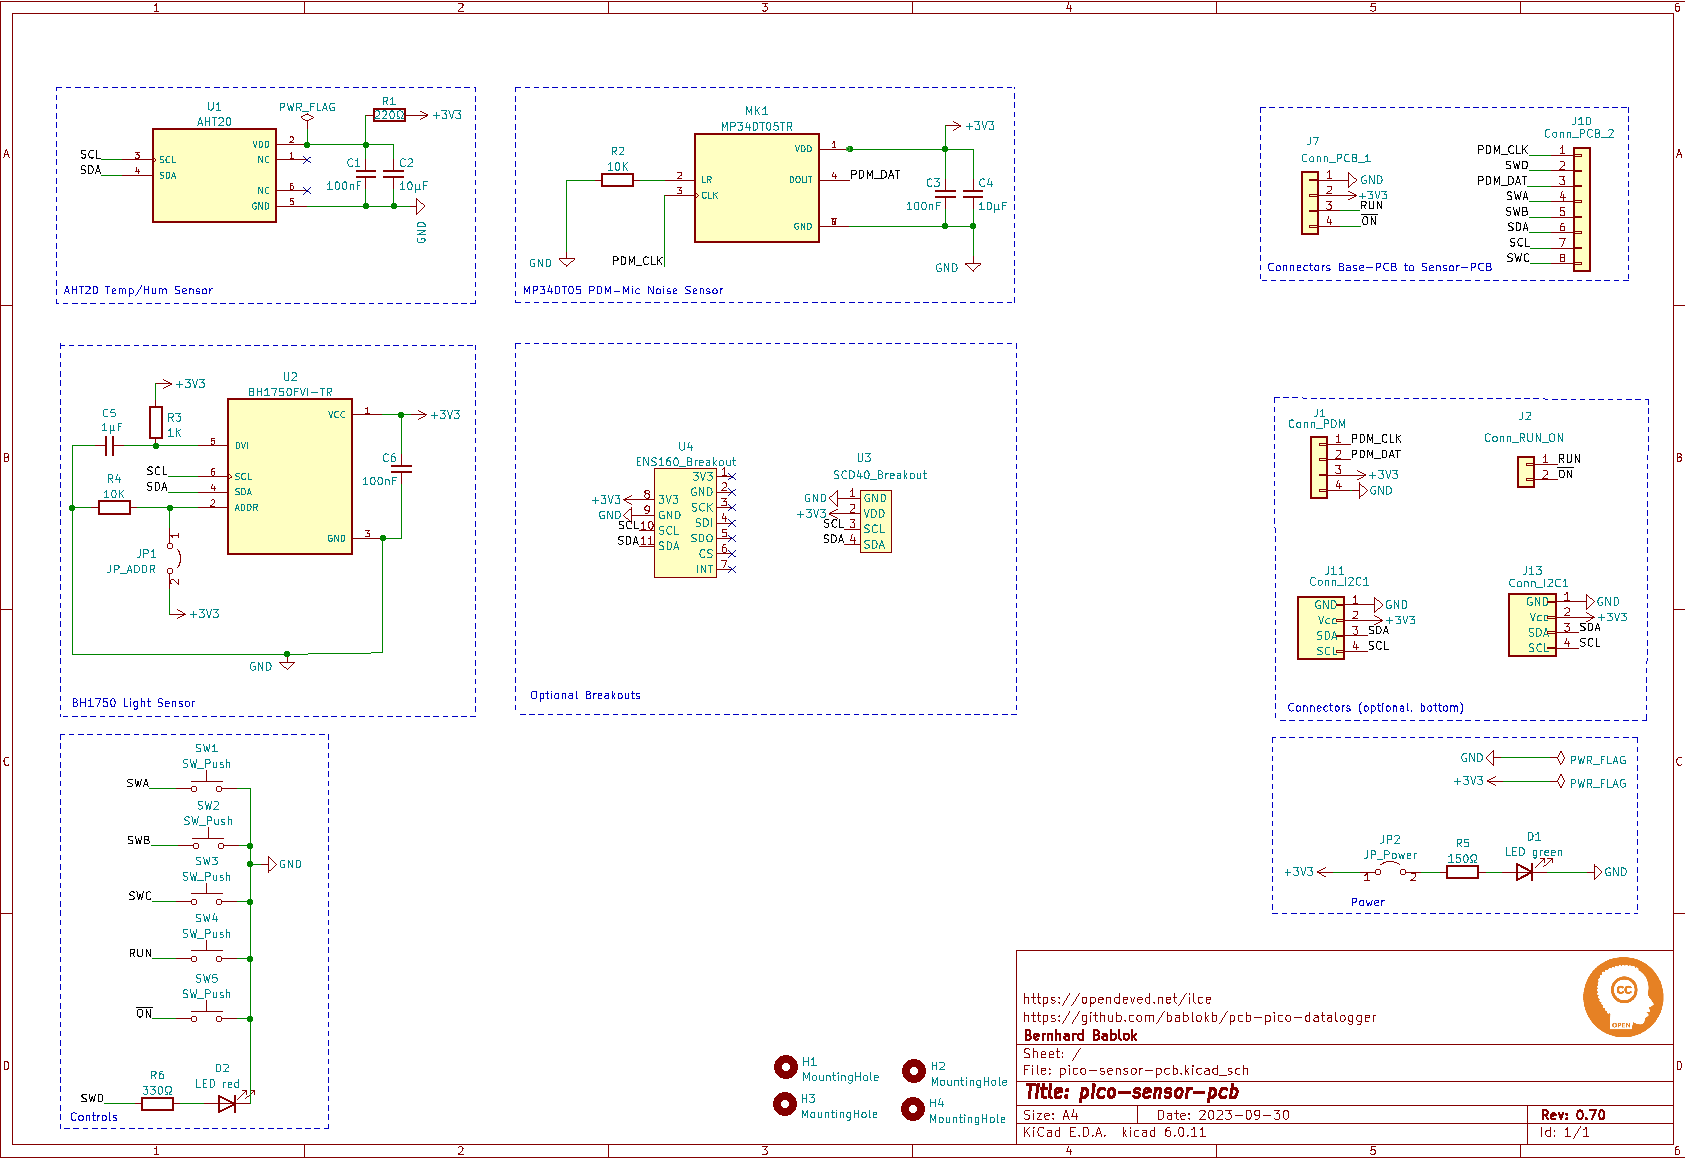 1 2 3 4 5 6
A
B
C
D
U1
AHT20
PWR_FLAG
R1
220Ω
+3V3
SCL 3 SCL
SDA 4 SDA
VDD 2
NC 1
NC 6
GND 5
C1
100nF
C2
10µF
GND
AHT20 Temp/Hum Sensor
MK1
MP34DT05TR
R2
10K
2 LR
3 CLK
VDD 1
DOUT 4 PDM_DAT
GND
+3V3
C3
100nF
C4
10µF
GND
PDM_CLK
GND
MP34DT05 PDM-Mic Noise Sensor
J7
Conn_PCB_1
1 GND
2 +3V3
3 RUN
4 ON
J10
Conn_PCB_2
PDM_CLK 1
SWD 2
PDM_DAT 3
SWA 4
SWB 5
SDA 6
SCL 7
SWC 8
Connectors Base-PCB to Sensor-PCB
U2
BH1750FVI-TR
+3V3
C5
1µF
R3
1K
5 DVI
SCL 6 SCL
SDA 4 SDA
R4
10K
2 ADDR
VCC 1 +3V3
C6
100nF
GND 3
JP1
JP_ADDR
1
2
+3V3
GND
BH1750 Light Sensor
U4
ENS160_Breakout
3V3 1
GND 2
SCK 3
SDI 4
SDO 5
CS 6
INT 7
+3V3 8 3V3
GND 9 GND
SCL 10 SCL
SDA 11 SDA
U3
SCD40_Breakout
GND 1 GND
+3V3 2 VDD
SCL 3 SCL
SDA 4 SDA
Optional Breakouts
J1
Conn_PDM
1 PDM_CLK
2 PDM_DAT
3 +3V3
4 GND
J2
Conn_RUN_ON
1 RUN
2 ON
J11
Conn_I2C1
GND 1 GND
Vcc 2 +3V3
SDA 3 SDA
SCL 4 SCL
J13
Conn_I2C1
GND 1 GND
Vcc 2 +3V3
SDA 3 SDA
SCL 4 SCL
Connectors (optional, bottom)
SW1
SW_Push
SWA
SW2
SW_Push
SWB
GND
SW3
SW_Push
SWC
SW4
SW_Push
RUN
SW5
SW_Push
ON
R6
330Ω
D2
LED red
SWD
Controls
GND PWR_FLAG
+3V3 PWR_FLAG
JP2
JP_Power
R5
150Ω
D1
LED green
+3V3 1 2 GND
Power
H1
MountingHole
H2
MountingHole
H3
MountingHole
H4
MountingHole
CC
OPEN
https://opendeved.net/ilce
https://github.com/bablokb/pcb-pico-datalogger
Bernhard Bablok
Sheet: /
File: pico-sensor-pcb.kicad_sch
Title: pico-sensor-pcb
Size: A4 Date: 2023-09-30 Rev: 0.70
KiCad E.D.A. kicad 6.0.11 Id: 1/1
A
B
C
D
1 2 3 4 5 6